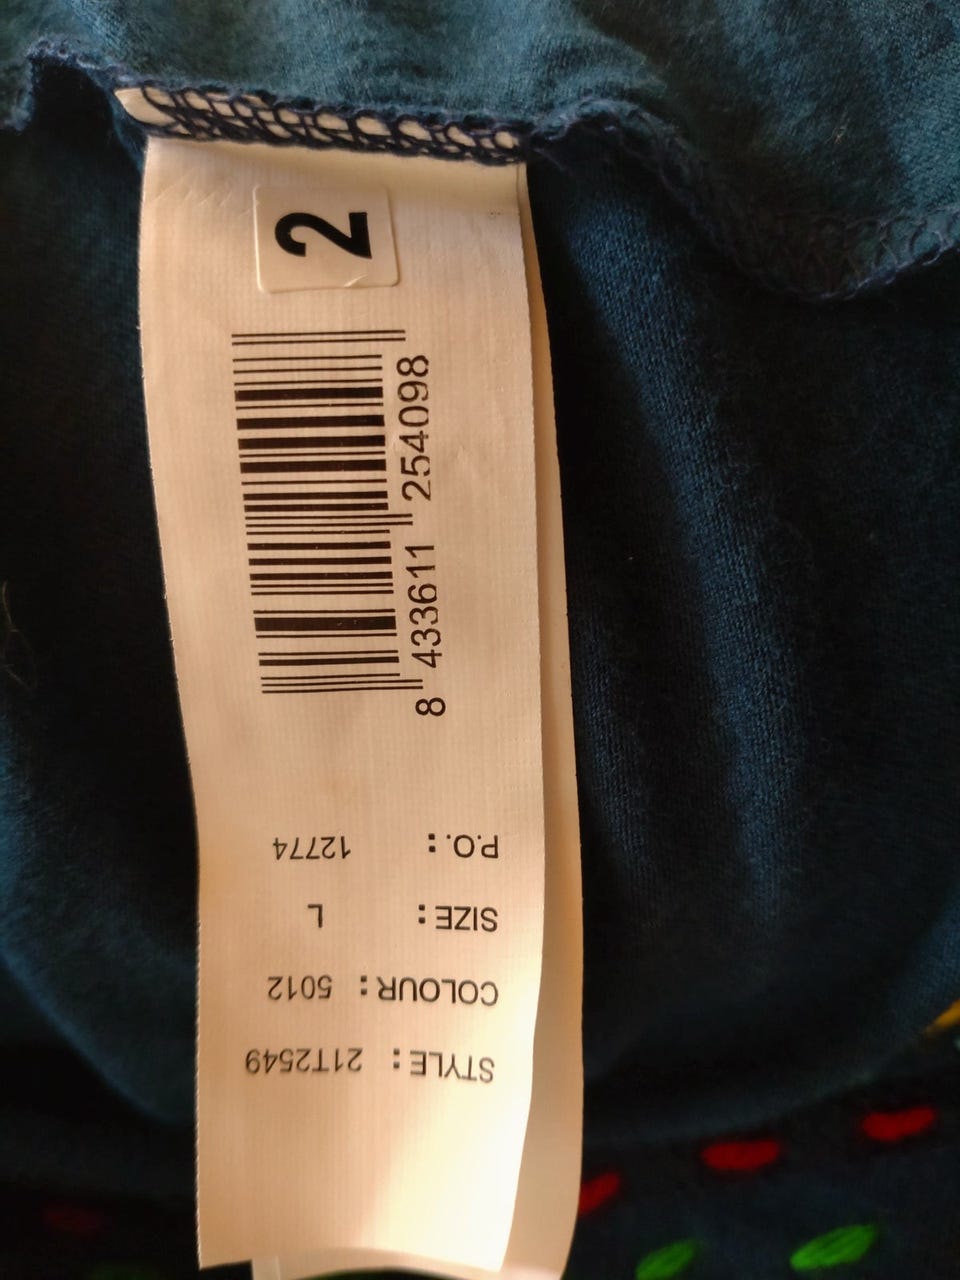 STYLE: 21T2549
COLOUR: 5012
SIZE: L
P.O.: 12774
8 433611 254098
2